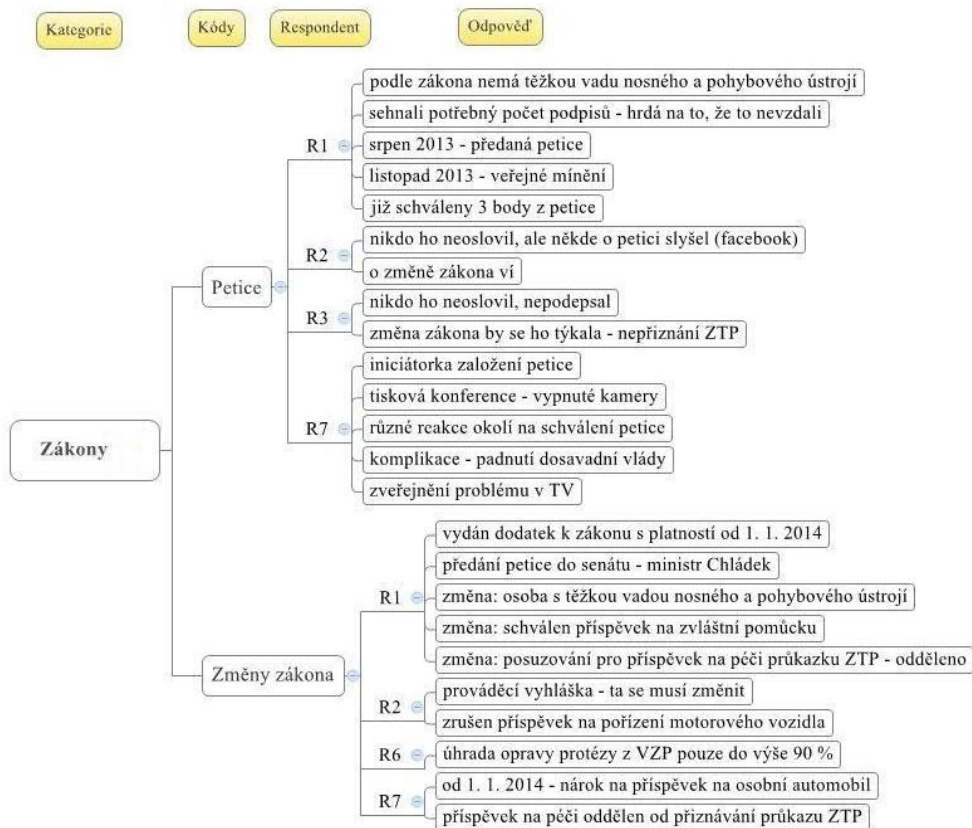 Kategorie
Kódy
Respondent
Odpověď
Zákony
Petice
R1
podle zákona nemá těžkou vadu nosného a pohybového ústrojí
sehnali potřebný počet podpisů - hrdá na to, že to nevzdali
srpen 2013 - předaná petice
listopad 2013 - veřejné mínění
již schváleny 3 body z petice
R2
nikdo ho neoslovil, ale někde o petici slyšel (facebook)
o změně zákona ví
R3
nikdo ho neoslovil, nepodepsal
změna zákona by se ho týkala - nepřiznání ZTP
R7
iniciátorka založení petice
tisková konference - vypnuté kamery
různé reakce okolí na schválení petice
komplikace - padnutí dosavadní vlády
zveřejnění problému v TV
Změny zákona
R1
vydán dodatek k zákonu s platností od 1. 1. 2014
předání petice do senátu - ministr Chládek
změna: osoba s těžkou vadou nosného a pohybového ústrojí
změna: schválen příspěvek na zvláštní pomůcku
změna: posuzování pro příspěvek na péči průkazku ZTP - odděleno
R2
prováděcí vyhláška - ta se musí změnit
zrušen příspěvek na pořízení motorového vozidla
R6
úhrada opravy protézy z VZP pouze do výše 90 %
R7
od 1. 1. 2014 - nárok na příspěvek na osobní automobil
příspěvek na péči oddělen od přiznávání průkazu ZTP